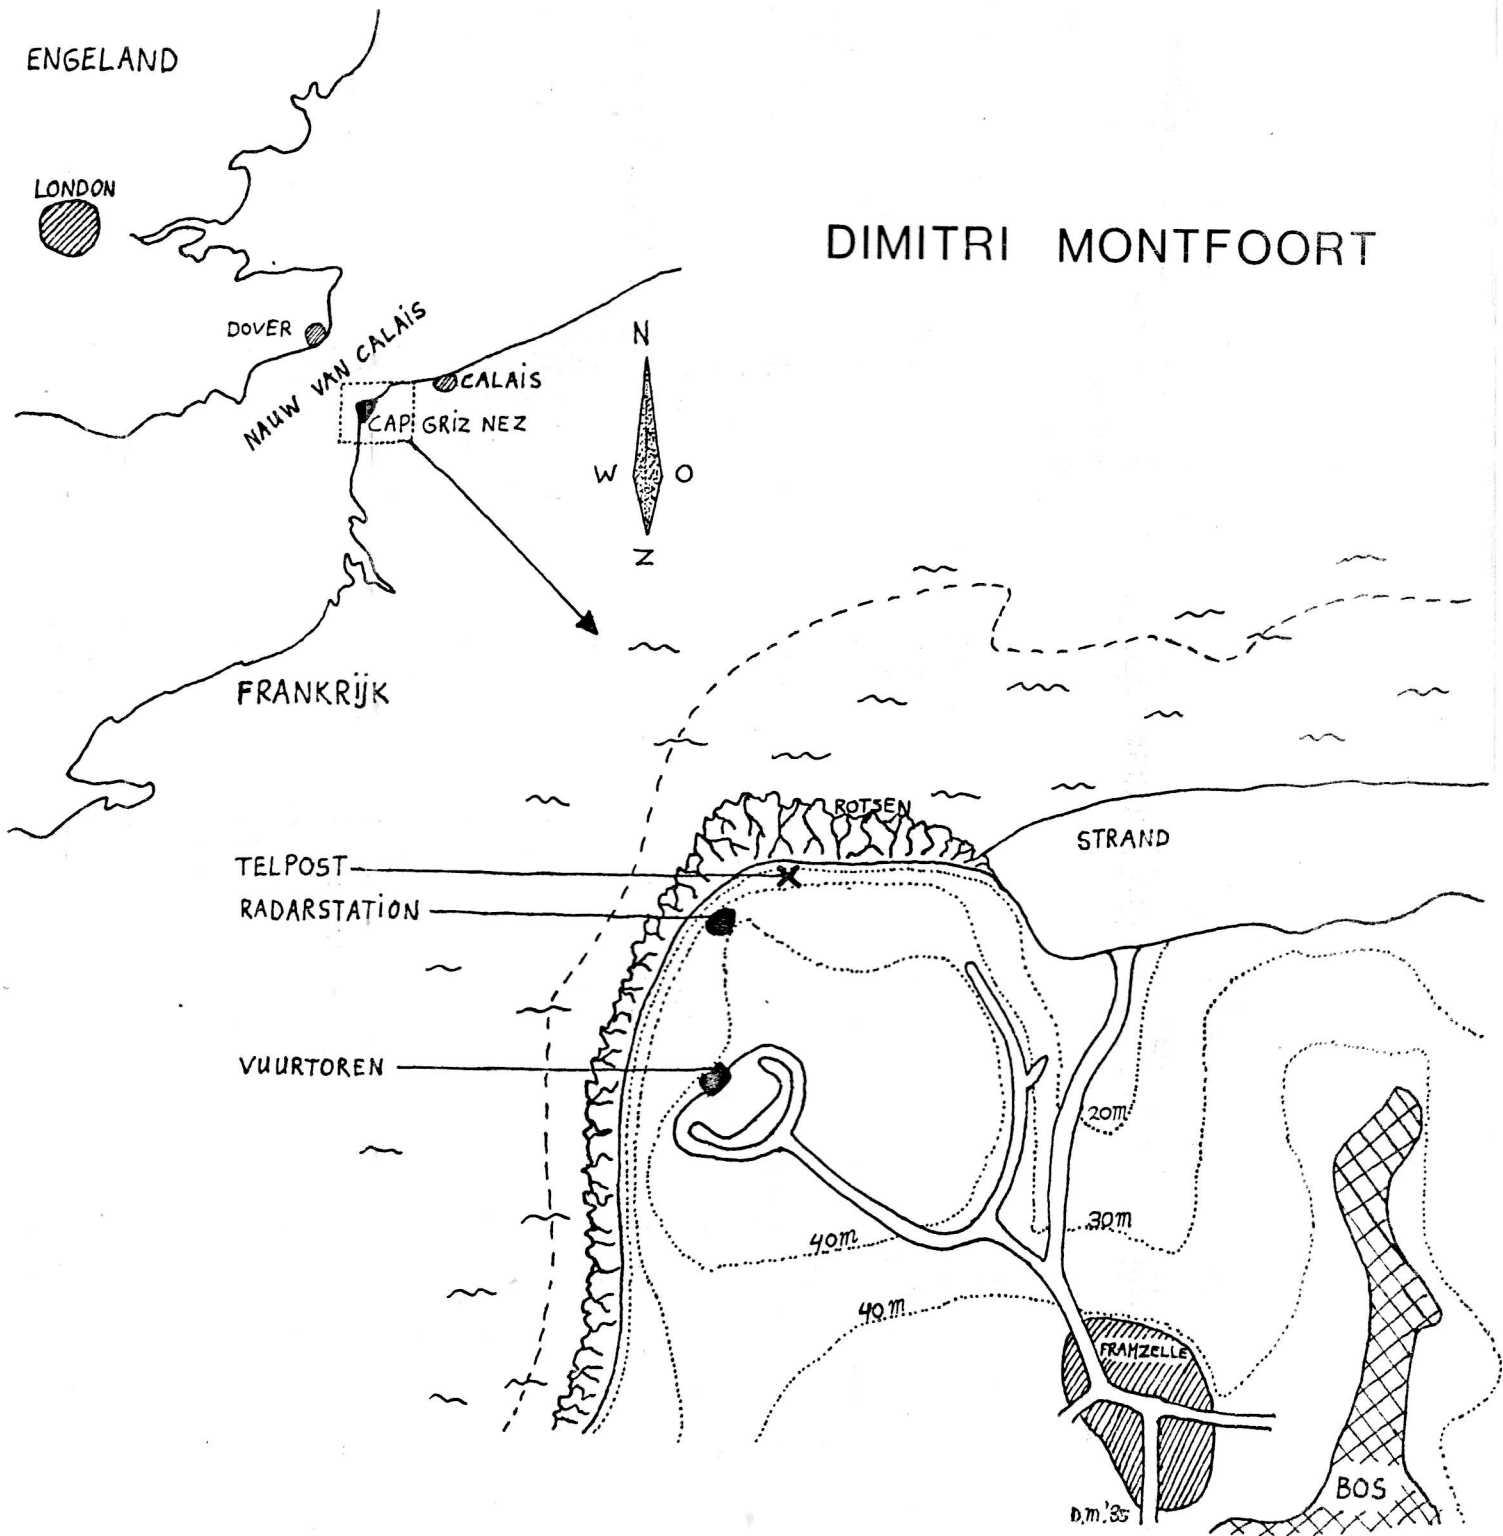 ENGELAND
LONDON
DIMITRI MONTFOORT
DOVER
NAUW VAN CALAIS
CALAIS
CAP GRIZ NEZ
N
W
O
Z
FRANKRIJK
ROTSEN
STRAND
TELPOST
RADARSTATION
VUURTOREN
20m
30m
40m
40m
FRAMZELLE
BOS
D.M.'85